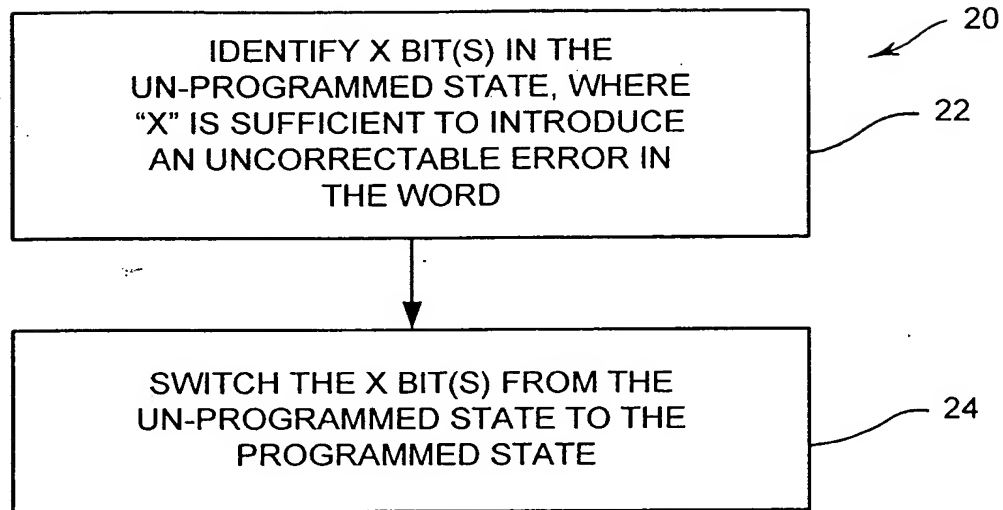 20
IDENTIFY X BIT(S) IN THE
UN-PROGRAMMED STATE, WHERE
"X" IS SUFFICIENT TO INTRODUCE
AN UNCORRECTABLE ERROR IN
THE WORD
22
SWITCH THE X BIT(S) FROM THE
UN-PROGRAMMED STATE TO THE
PROGRAMMED STATE
24